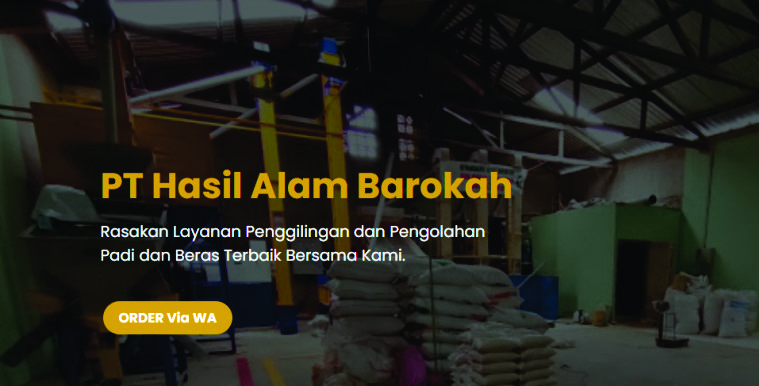 PT Hasil Alam Barokah
Rasakan Layanan Penggilingan dan Pengolahan
Padi dan Beras Terbaik Bersama Kami.
ORDER Via WA